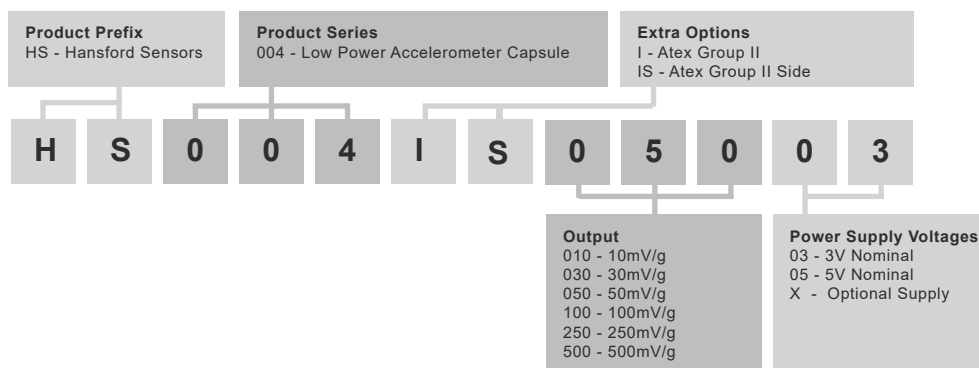 Product Prefix
HS - Hansford Sensors
Product Series
004 - Low Power Accelerometer Capsule
Extra Options
I - Atex Group II
IS - Atex Group II Side
H S 0 0 4 I S 0 5 0 0 3
Output
010 - 10mV/g
030 - 30mV/g
050 - 50mV/g
100 - 100mV/g
250 - 250mV/g
500 - 500mV/g
Power Supply Voltages
03 - 3V Nominal
05 - 5V Nominal
X - Optional Supply